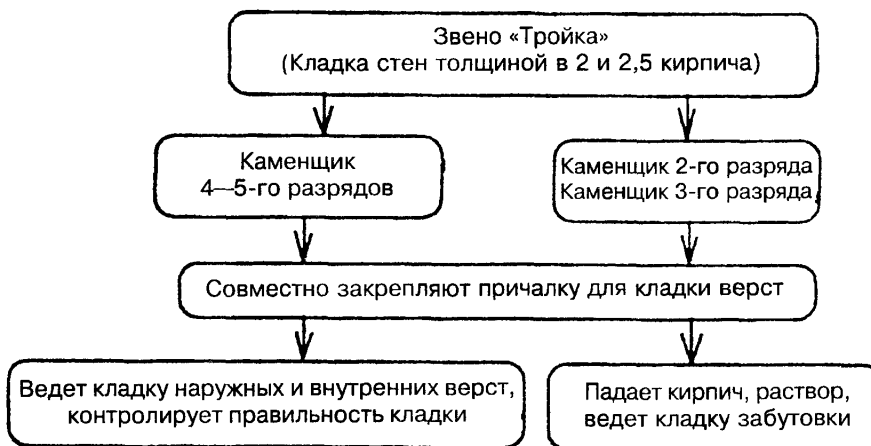 Звено «Тройка»
(Кладка стен толщиной в 2 и 2,5 кирпича)
Каменщик
4—5-го разрядов
Каменщик 2-го разряда
Каменщик 3-го разряда
Совместно закрепляют причалку для кладки верст
Ведет кладку наружных и внутренних верст,
контролирует правильность кладки
Падает кирпич, раствор,
ведет кладку забутовки